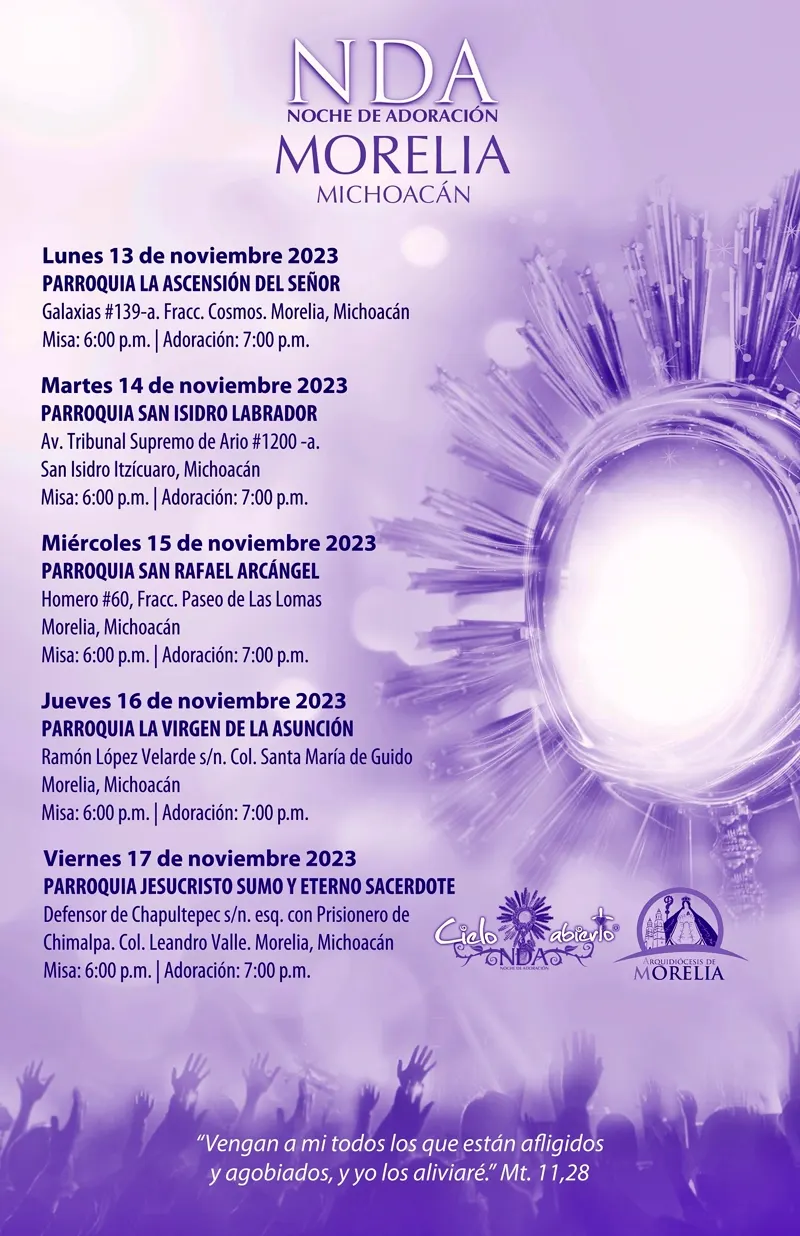 NDA
NOCHE DE ADORACIÓN
MORELIA
MICHOACÁN
Lunes 13 de noviembre 2023
PARROQUIA LA ASCENSIÓN DEL SEÑOR
Galaxias #139-a. Fracc. Cosmos. Morelia, Michoacán
Misa: 6:00 p.m. | Adoración: 7:00 p.m.
Martes 14 de noviembre 2023
PARROQUIA SAN ISIDRO LABRADOR
Av. Tribunal Supremo de Ario #1200 -a.
San Isidro Itzícuaro, Michoacán
Misa: 6:00 p.m. | Adoración: 7:00 p.m.
Miércoles 15 de noviembre 2023
PARROQUIA SAN RAFAEL ARCÁNGEL
Homero #60, Fracc. Paseo de Las Lomas
Morelia, Michoacán
Misa: 6:00 p.m. | Adoración: 7:00 p.m.
Jueves 16 de noviembre 2023
PARROQUIA LA VIRGEN DE LA ASUNCIÓN
Ramón López Velarde s/n. Col. Santa María de Guido
Morelia, Michoacán
Misa: 6:00 p.m. | Adoración: 7:00 p.m.
Viernes 17 de noviembre 2023
PARROQUIA JESUCRISTO SUMO Y ETERNO SACERDOTE
Defensor de Chapultepec s/n. esq. con Prisionero de
Chimalpa. Col. Leandro Valle. Morelia, Michoacán
Misa: 6:00 p.m. | Adoración: 7:00 p.m.
Cielo abierto®
NDA
NOCHE DE ADORACIÓN
ARQUIDIÓCESIS DE
MORELIA
“Vengan a mi todos los que están afligidos
y agobiados, y yo los aliviaré.” Mt. 11,28